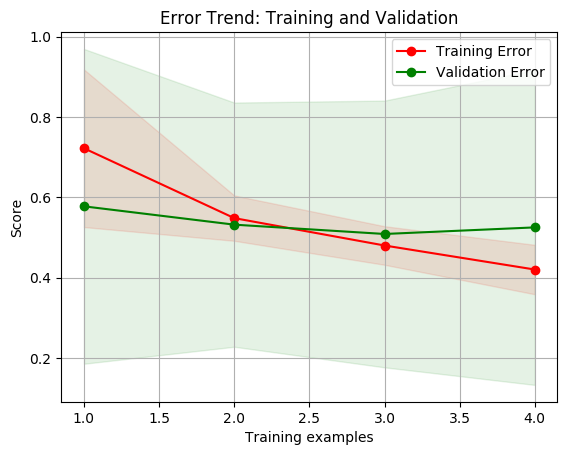 Error Trend: Training and Validation
1.0
0.8
0.6
0.4
0.2
Score
Training Error
Validation Error
1.0 1.5 2.0 2.5 3.0 3.5 4.0
Training examples